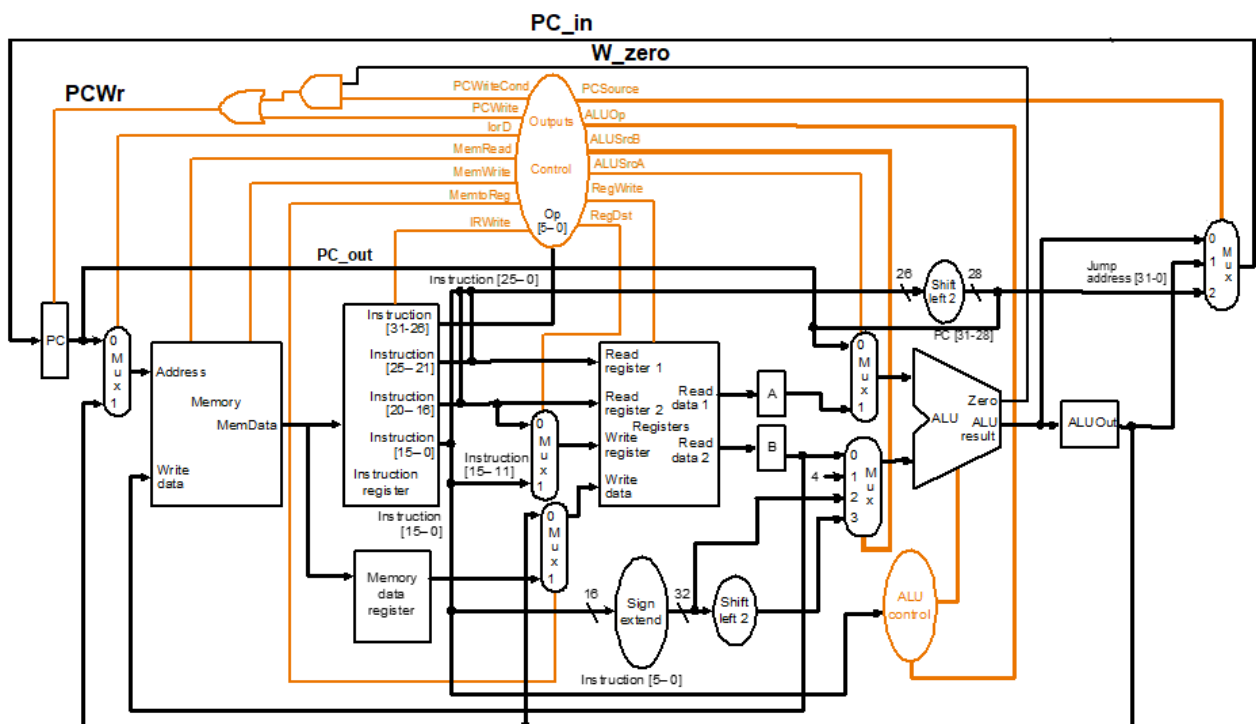 PC_in
W_zero
PCWr
PCWriteCond
PCSource
PCWrite
ALUOp
Outputs
IorD
ALUSrcB
MemRead
ALUSrcA
Control
MemWrite
RegWrite
MemtoReg
RegDst
Op
[5–0]
IRWrite
PC_out
Instruction [25–0]
26
28
Shift
left 2
Jump
address [31-0]
0
1
2
M
u
x
PC [31-28]
PC
0
M
u
x
1
Address
Memory
MemData
Write
data
Instruction
[31-26]
Instruction
[25–21]
Instruction
[20–16]
Instruction
[15–0]
Instruction
register
Instruction
[15–11]
Instruction
[15–0]
0
M
u
x
1
0
M
u
x
1
Read
register 1
Read
register 2
Registers
Write
register
Write
data
Read
data 1
Read
data 2
A
B
0
M
u
x
1
4
0
1
2
3
M
u
x
Zero
ALU
ALU
result
ALUOut
Memory
data
register
16
Sign
extend
32
Shift
left 2
ALU
control
Instruction [5–0]